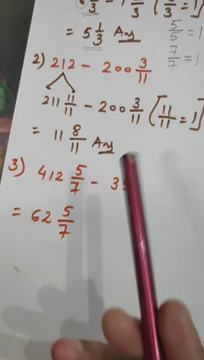 = 5 1/3 Ans
5/5 = 1
7/7 = 1
2) 212 - 200 3/11
211 11/11 - 200 3/11 [11/11 = 1]
= 11 8/11 Ans
3) 412 5/7 - 3
= 62 5/7